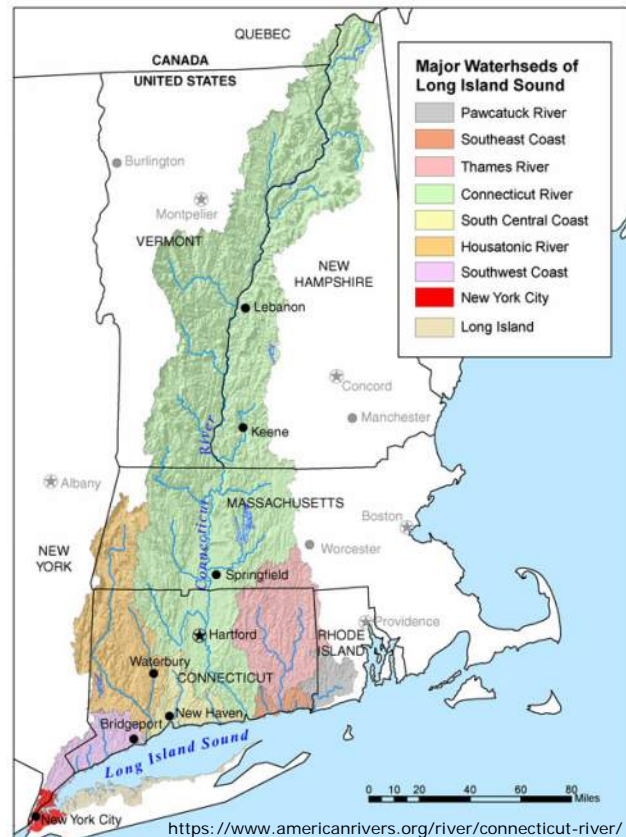 QUEBEC
CANADA
UNITED STATES
Major Waterhseds of
Long Island Sound
Pawcatuck River
Southeast Coast
Thames River
Connecticut River
South Central Coast
Housatonic River
Southwest Coast
New York City
Long Island
Burlington
Montpelier
VERMONT
NEW
HAMPSHIRE
Lebanon
Concord
Manchester
Keene
Connecticut River
Albany
MASSACHUSETTS
Boston
NEW
YORK
Worcester
Springfield
Hartford
Providence
RHODE
ISLAND
Waterbury
CONNECTICUT
New Haven
Bridgeport
Long Island Sound
New York City
0 10 20 40 60 80
Miles
https://www.americanrivers.org/river/connecticut-river/